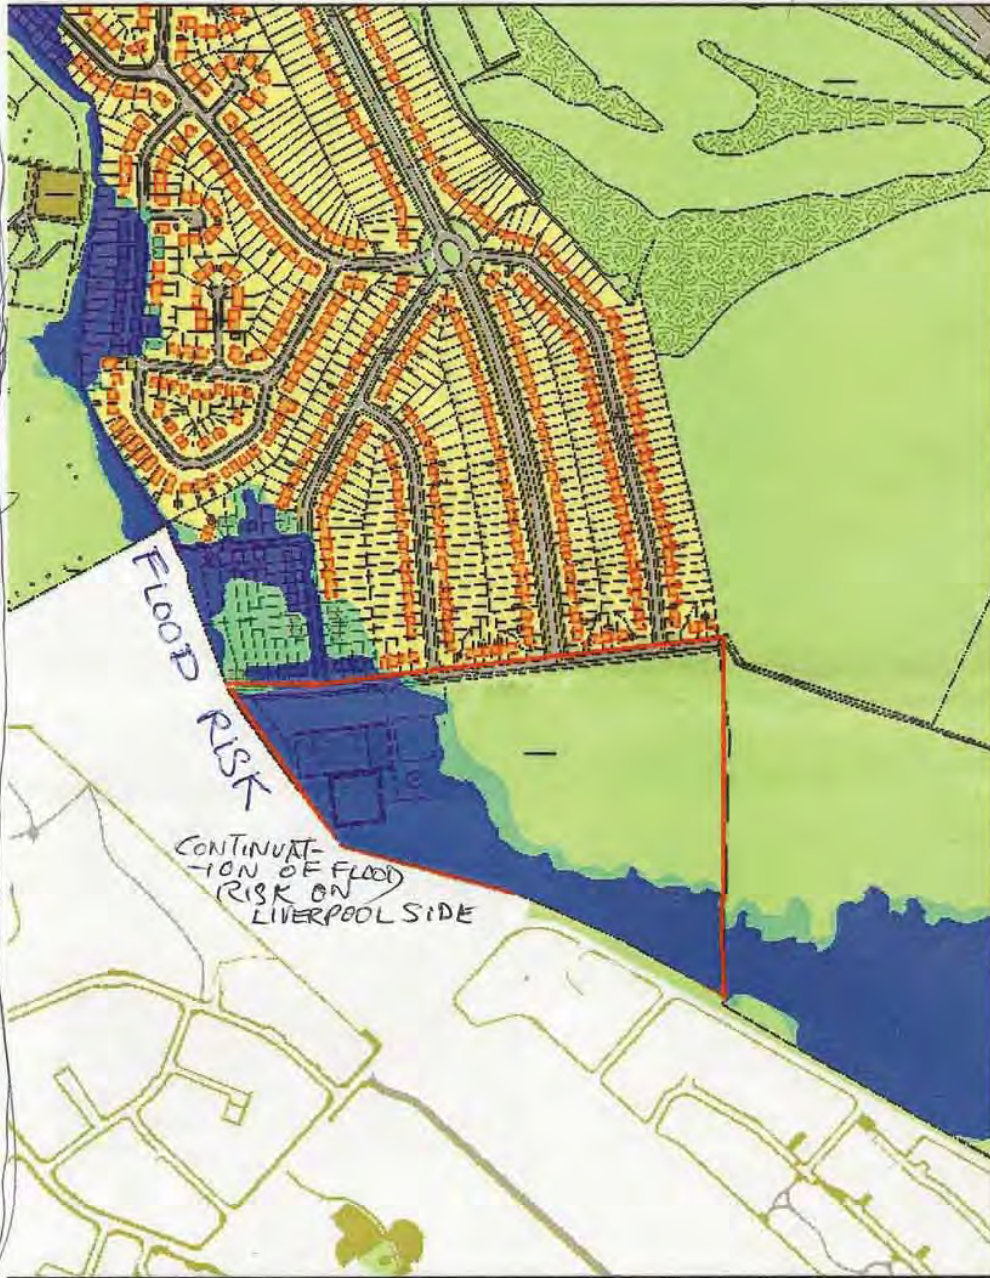 FLOOD RISK
CONTINUAT-
-ION OF FLOOD
RISK ON
LIVERPOOL SIDE